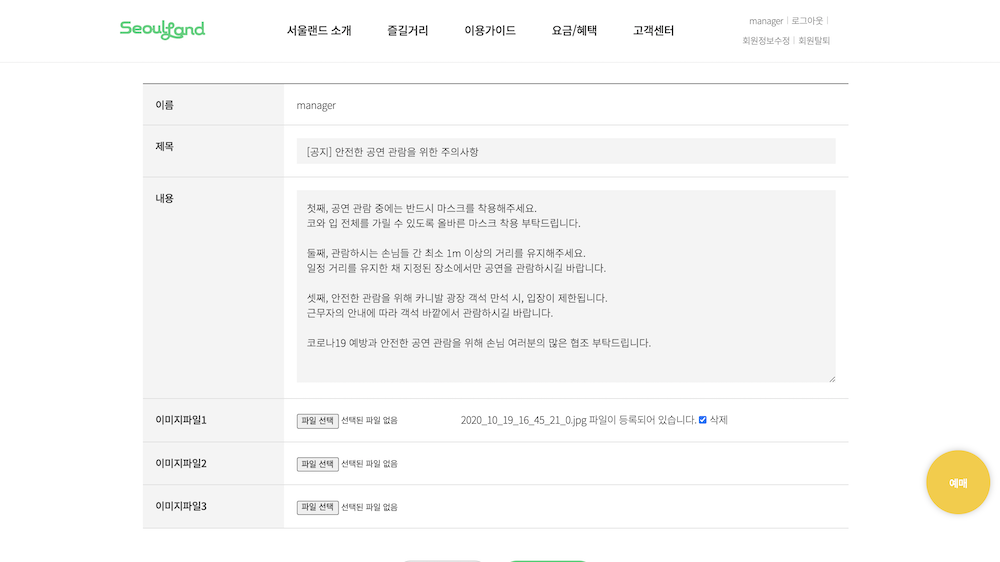 SeoulLand
서울랜드 소개
즐길거리
이용가이드
요금/혜택
고객센터
manager | 로그아웃 |
회원정보수정 | 회원탈퇴
이름
manager
제목
[공지] 안전한 공연 관람을 위한 주의사항
내용
첫째, 공연 관람 중에는 반드시 마스크를 착용해주세요.
코와 입 전체를 가릴 수 있도록 올바른 마스크 착용 부탁드립니다.
둘째, 관람하시는 손님들 간 최소 1m 이상의 거리를 유지해주세요.
일정 거리를 유지한 채 지정된 장소에서만 공연을 관람하시길 바랍니다.
셋째, 안전한 관람을 위해 카니발 광장 객석 만석 시, 입장이 제한됩니다.
근무자의 안내에 따라 객석 바깥에서 관람하시길 바랍니다.
코로나19 예방과 안전한 공연 관람을 위해 손님 여러분의 많은 협조 부탁드립니다.
이미지파일1
파일 선택 선택된 파일 없음
2020_10_19_16_45_21_0.jpg 파일이 등록되어 있습니다. 삭제
이미지파일2
파일 선택 선택된 파일 없음
이미지파일3
파일 선택 선택된 파일 없음
예매